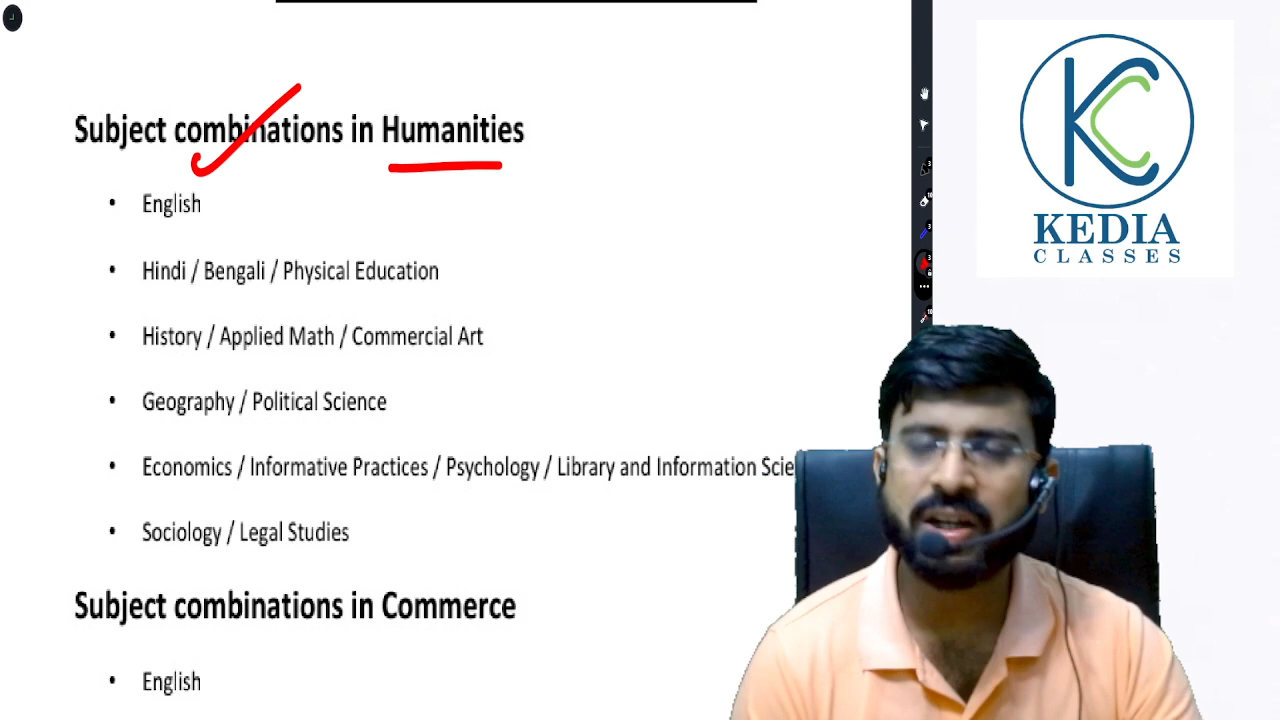 Subject combinations in Humanities
• English
• Hindi / Bengali / Physical Education
• History / Applied Math / Commercial Art
• Geography / Political Science
• Economics / Informative Practices / Psychology / Library and Information Scie
• Sociology / Legal Studies
Subject combinations in Commerce
• English
KC
KEDIA
CLASSES